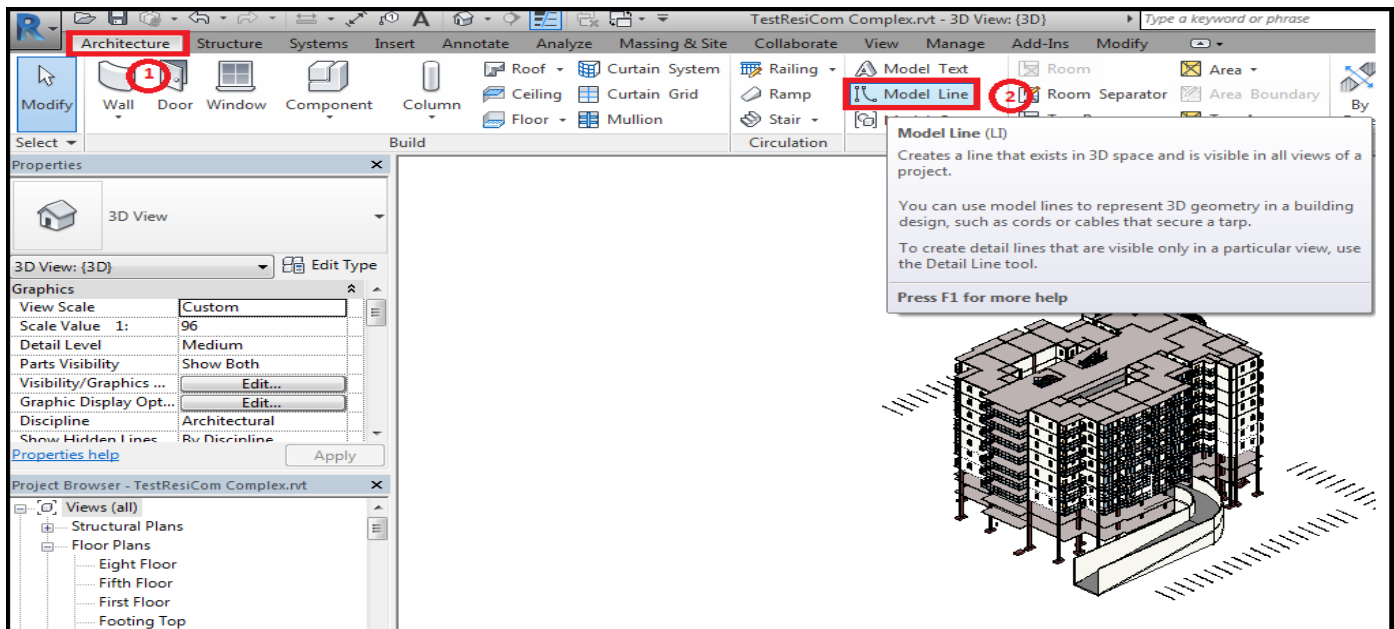 R
A
TestResiCom Complex.rvt - 3D View: {3D}
Type a keyword or phrase
Architecture Structure Systems Insert Annotate Analyze Massing & Site Collaborate View Manage Add-Ins Modify
1
2
Modify
Wall
Door
Window
Component
Column
Roof
Ceiling
Floor
Curtain System
Curtain Grid
Mullion
Railing
Ramp
Stair
Model Text
Model Line
Room
Room Separator
Area
Area Boundary
By
Select
Build
Circulation
Model Line (LI)
Creates a line that exists in 3D space and is visible in all views of a
project.
You can use model lines to represent 3D geometry in a building
design, such as cords or cables that secure a tarp.
To create detail lines that are visible only in a particular view, use
the Detail Line tool.
Press F1 for more help
Properties
3D View
3D View: {3D}
Edit Type
Graphics
View Scale Custom
Scale Value 1: 96
Detail Level Medium
Parts Visibility Show Both
Visibility/Graphics ... Edit...
Graphic Display Opt... Edit...
Discipline Architectural
Show Hidden Lines By Discipline
Properties help
Apply
Project Browser - TestResiCom Complex.rvt
Views (all)
Structural Plans
Floor Plans
Eight Floor
Fifth Floor
First Floor
Footing Top